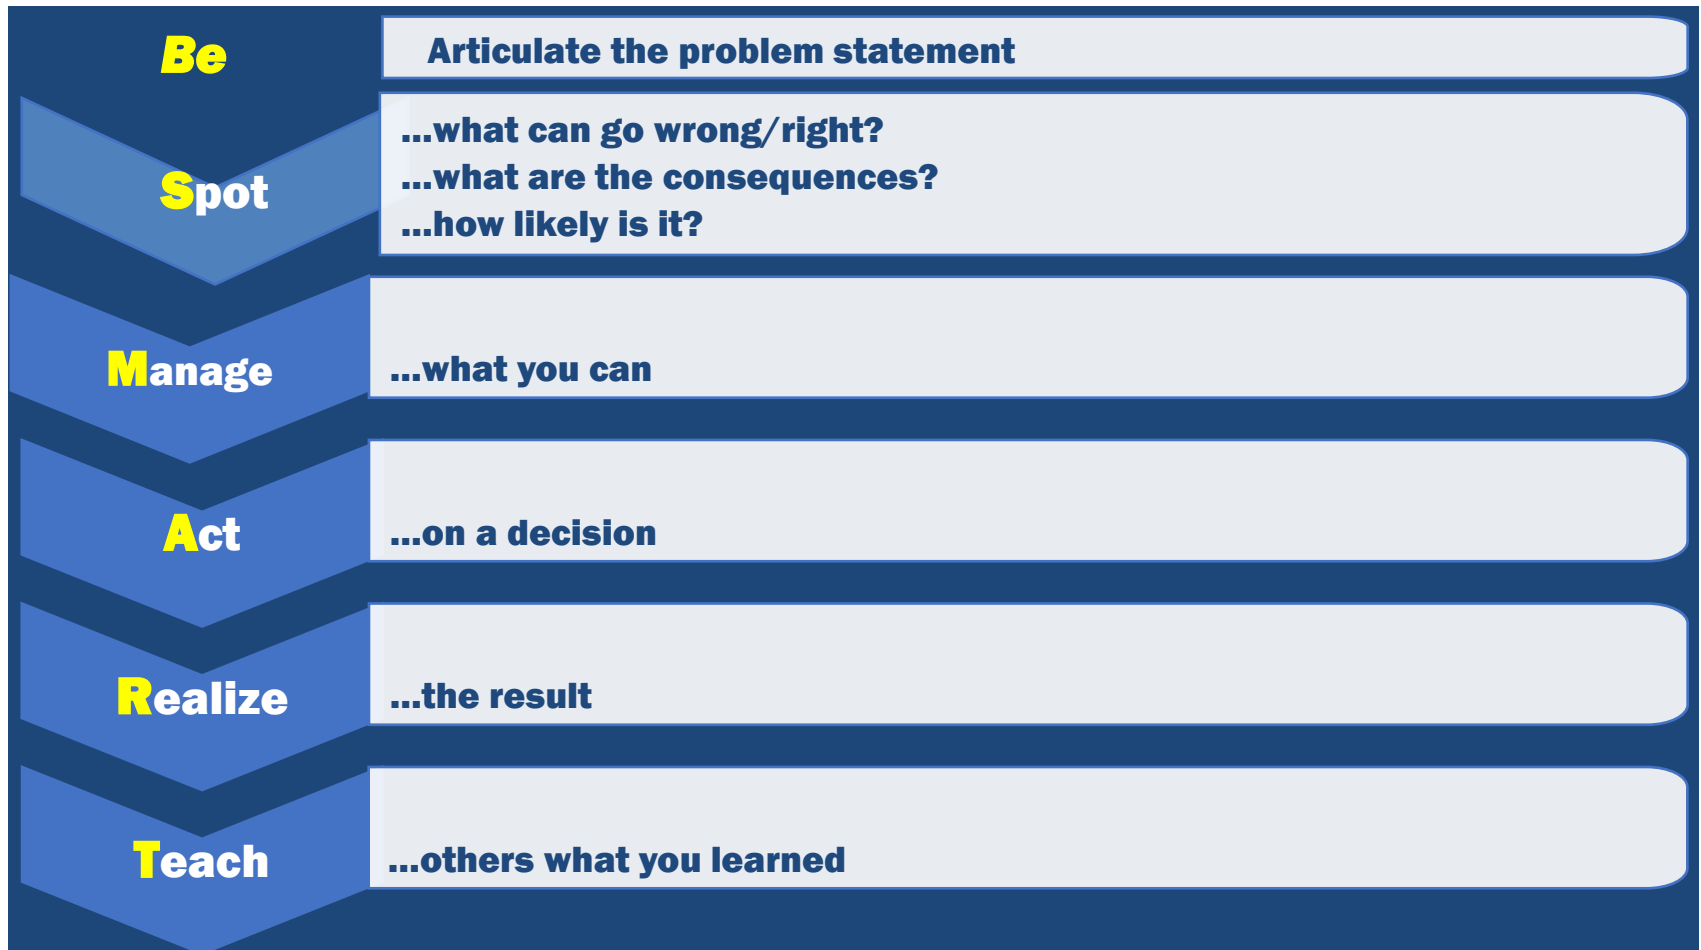 Be
Articulate the problem statement
Spot
...what can go wrong/right?
...what are the consequences?
...how likely is it?
Manage
...what you can
Act
...on a decision
Realize
...the result
Teach
...others what you learned